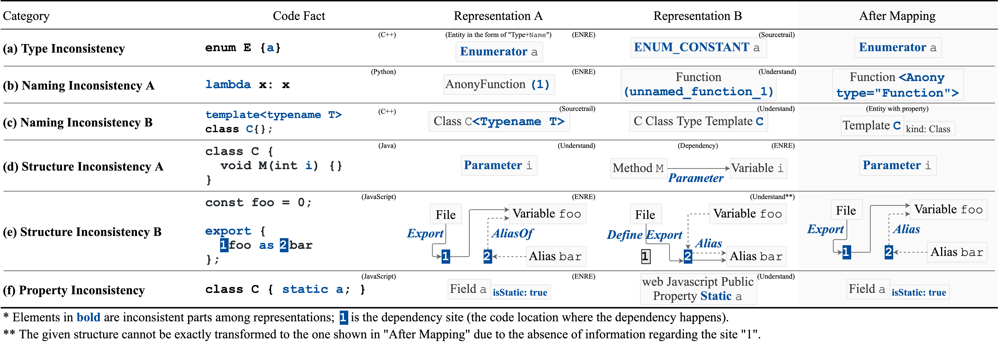 Category Code Fact Representation A Representation B After Mapping
(a) Type Inconsistency
enum E {a}
(C++)
(Entity in the form of "Type+Name") (ENRE)
Enumerator a
(Sourcetrail)
ENUM_CONSTANT a
Enumerator a
(b) Naming Inconsistency A
lambda x: x
(Python)
(ENRE)
AnonyFunction (1)
(Understand)
Function
(unnamed_function_1)
Function <Anony
type="Function">
(c) Naming Inconsistency B
template<typename T>
class C{};
(C++)
(Sourcetrail)
Class C<Typename T>
(Understand)
C Class Type Template C
(Entity with property)
Template C kind: Class
(d) Structure Inconsistency A
class C {
void M(int i) {}
}
(Java)
(Understand)
Parameter i
(Dependency) (ENRE)
Method M Variable i
Parameter
Parameter i
(e) Structure Inconsistency B
const foo = 0;
export {
1foo as 2bar
};
(JavaScript)
(ENRE)
File Variable foo
Export AliasOf
1 2 Alias bar
(Understand**)
File Variable foo
Define Export Alias
1 2 Alias bar
File Variable foo
Export Alias
1 2 Alias bar
(f) Property Inconsistency
class C { static a; }
(JavaScript)
(ENRE)
Field a isStatic: true
(Understand)
web Javascript Public
Property Static a
Field a isStatic: true
* Elements in bold are inconsistent parts among representations; 1 is the dependency site (the code location where the dependency happens).
** The given structure cannot be exactly transformed to the one shown in "After Mapping" due to the absence of information regarding the site "1".